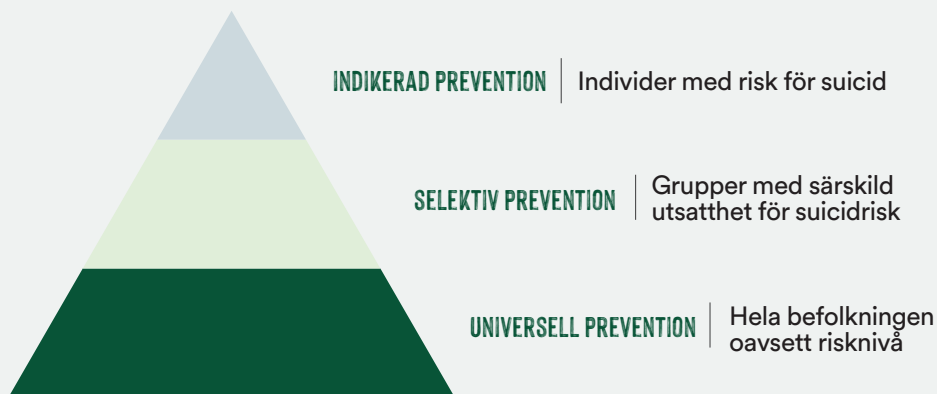 INDIKERAD PREVENTION
Individer med risk för suicid
SELEKTIV PREVENTION
Grupper med särskild
utsatthet för suicidrisk
UNIVERSELL PREVENTION
Hela befolkningen
oavsett risknivå